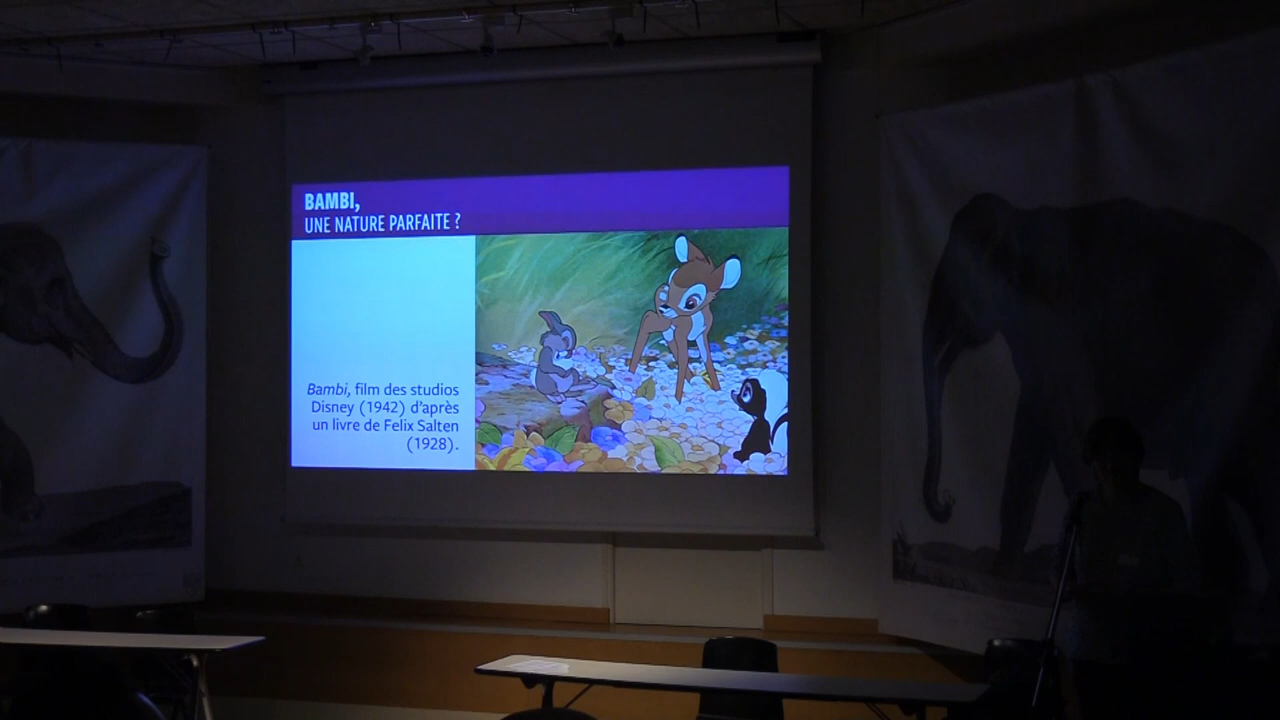 BAMBI,
UNE NATURE PARFAITE ?
Bambi, film des studios
Disney (1942) d'après
un livre de Felix Salten
(1928).